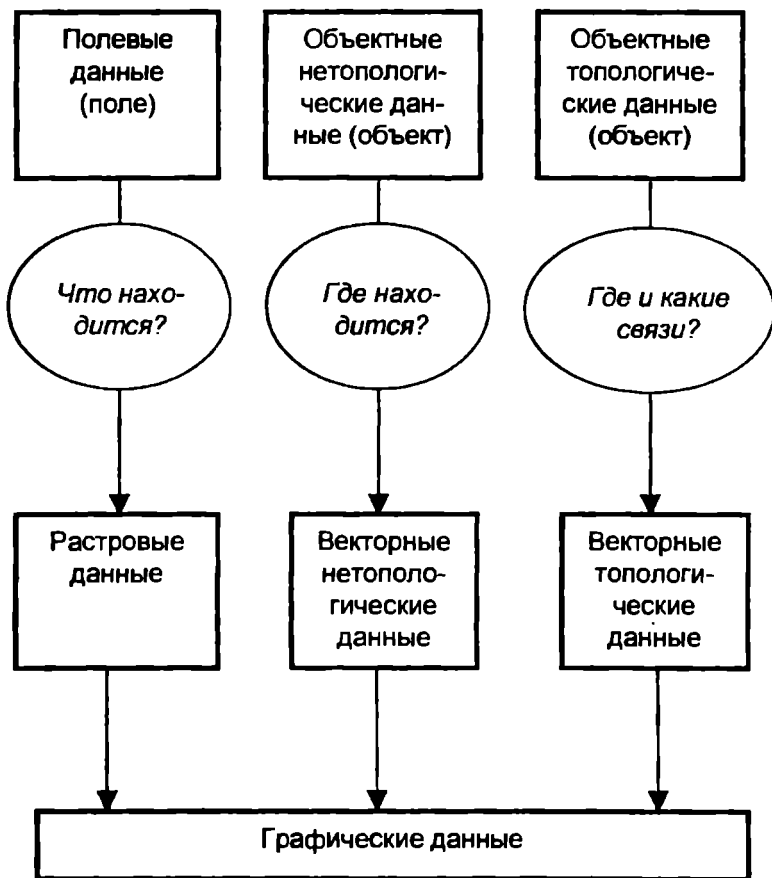 Полевые
данные
(поле)
Объектные
нетопологи-
ческие дан-
ные (объект)
Объектные
топологиче-
ские данные
(объект)
Что нахо-
дится?
Где нахо-
дится?
Где и какие
связи?
Растровые
данные
Векторные
нетополо-
гические
данные
Векторные
топологи-
ческие
данные
Графические данные